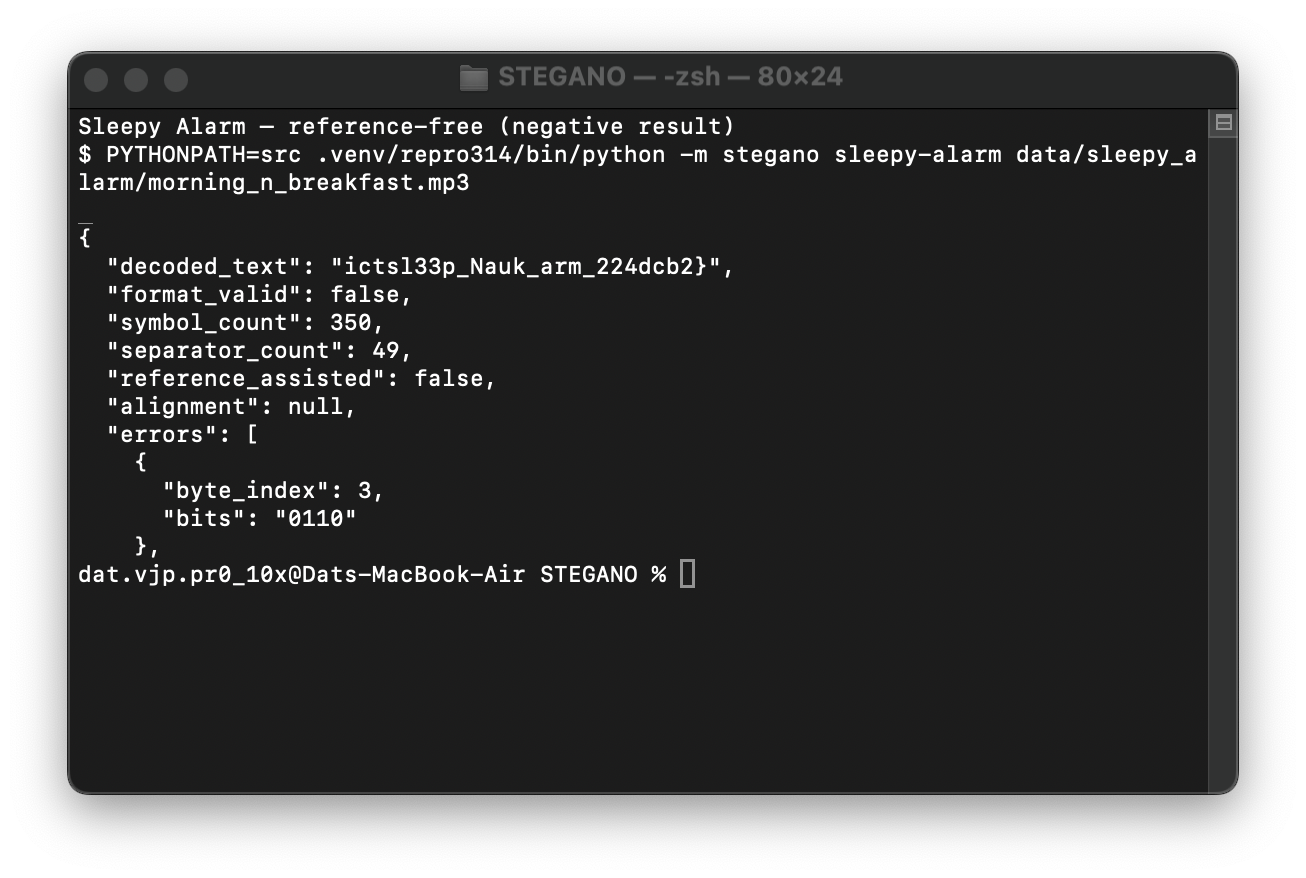 STEGANO — -zsh — 80×24
Sleepy Alarm — reference-free (negative result)
$ PYTHONPATH=src .venv/repro314/bin/python -m stegano sleepy-alarm data/sleepy_a
larm/morning_n_breakfast.mp3
_
{
  "decoded_text": "ictsl33p_Nauk_arm_224dcb2}",
  "format_valid": false,
  "symbol_count": 350,
  "separator_count": 49,
  "reference_assisted": false,
  "alignment": null,
  "errors": [
    {
      "byte_index": 3,
      "bits": "0110"
    },
dat.vjp.pr0_10x@Dats-MacBook-Air STEGANO %